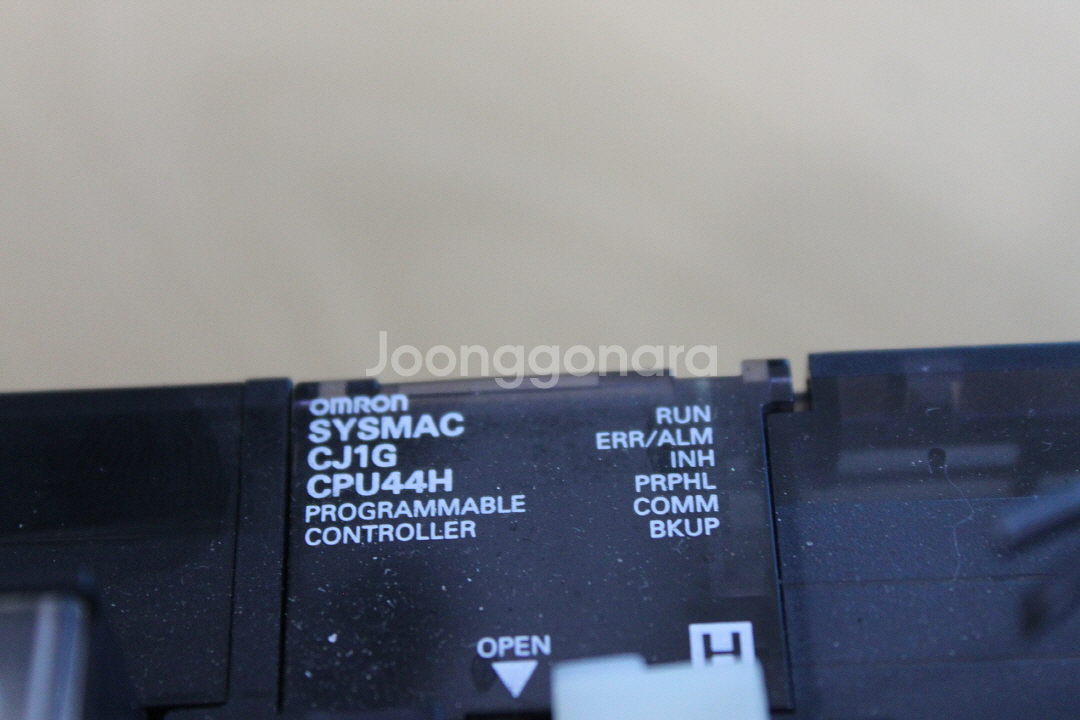 Joonggonara
OMRON
SYSMAC
CJ1G
CPU44H
PROGRAMMABLE
CONTROLLER
RUN
ERR/ALM
INH
PRPHL
COMM
BKUP
OPEN
H